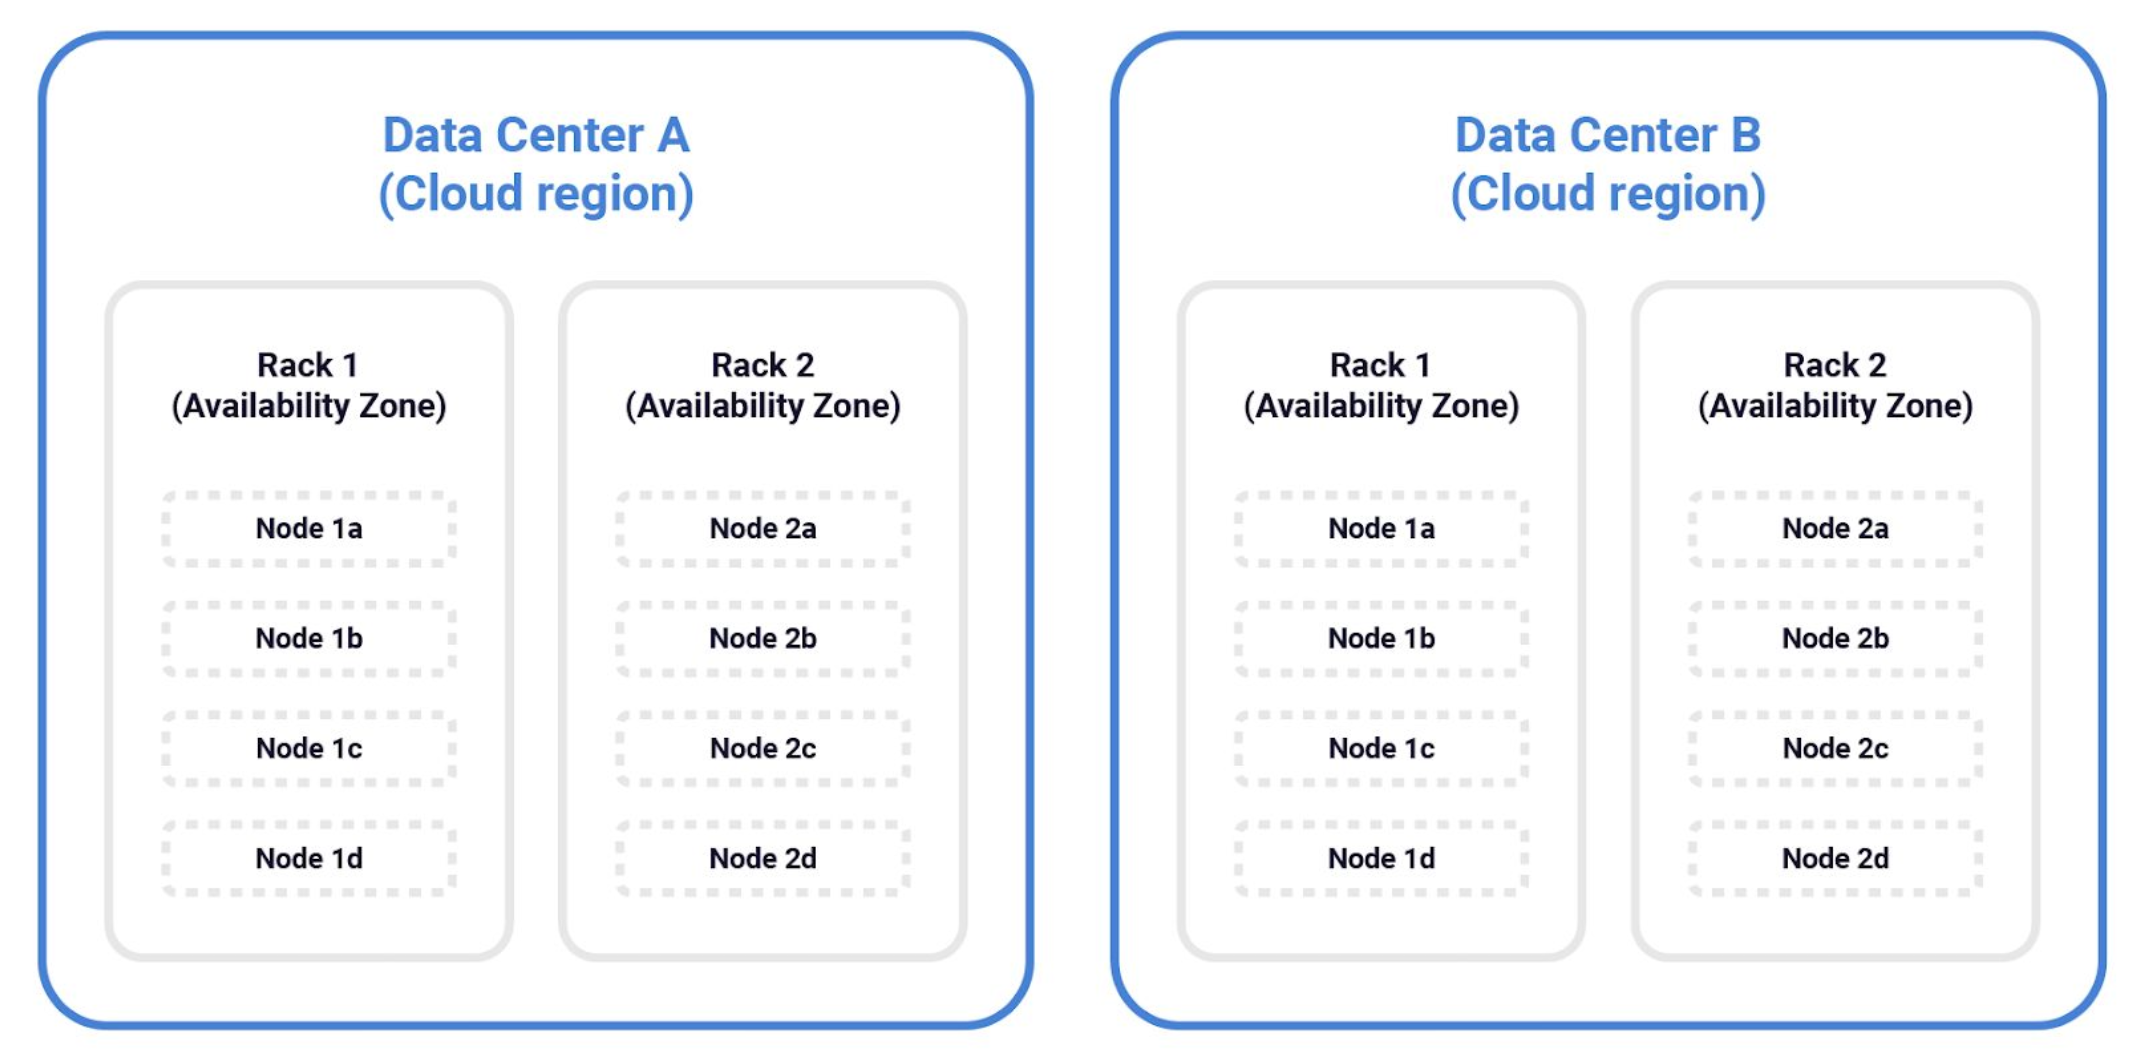 Data Center A
(Cloud region)
Rack 1
(Availability Zone)
Node 1a
Node 1b
Node 1c
Node 1d
Rack 2
(Availability Zone)
Node 2a
Node 2b
Node 2c
Node 2d
Data Center B
(Cloud region)
Rack 1
(Availability Zone)
Node 1a
Node 1b
Node 1c
Node 1d
Rack 2
(Availability Zone)
Node 2a
Node 2b
Node 2c
Node 2d